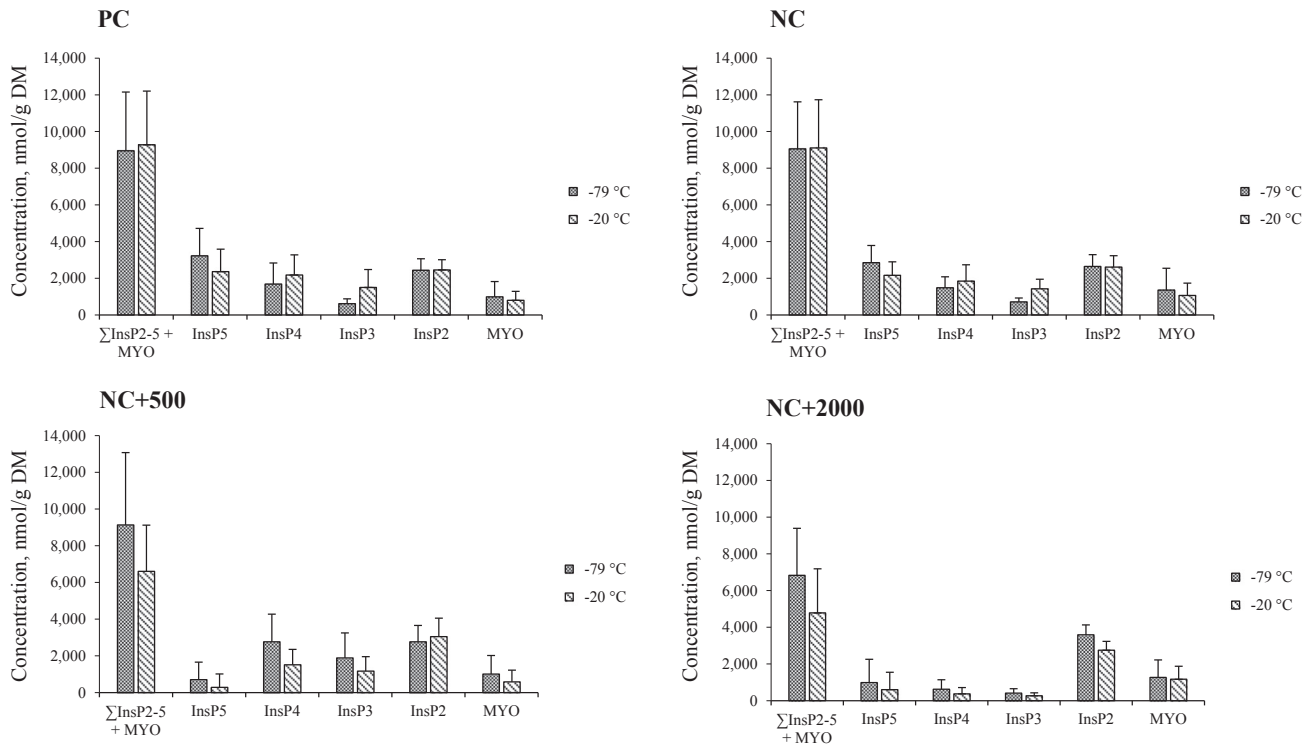 PC
Concentration, nmol/g DM
14,000
12,000
10,000
8,000
6,000
4,000
2,000
0
∑InsP2-5 +
MYO
InsP5
InsP4
InsP3
InsP2
MYO
-79 °C
-20 °C
NC
Concentration, nmol/g DM
14,000
12,000
10,000
8,000
6,000
4,000
2,000
0
∑InsP2-5 +
MYO
InsP5
InsP4
InsP3
InsP2
MYO
-79 °C
-20 °C
NC+500
Concentration, nmol/g DM
14,000
12,000
10,000
8,000
6,000
4,000
2,000
0
∑InsP2-5
+ MYO
InsP5
InsP4
InsP3
InsP2
MYO
-79 °C
-20 °C
NC+2000
Concentration, nmol/g DM
14,000
12,000
10,000
8,000
6,000
4,000
2,000
0
∑InsP2-5
+ MYO
InsP5
InsP4
InsP3
InsP2
MYO
-79 °C
-20 °C